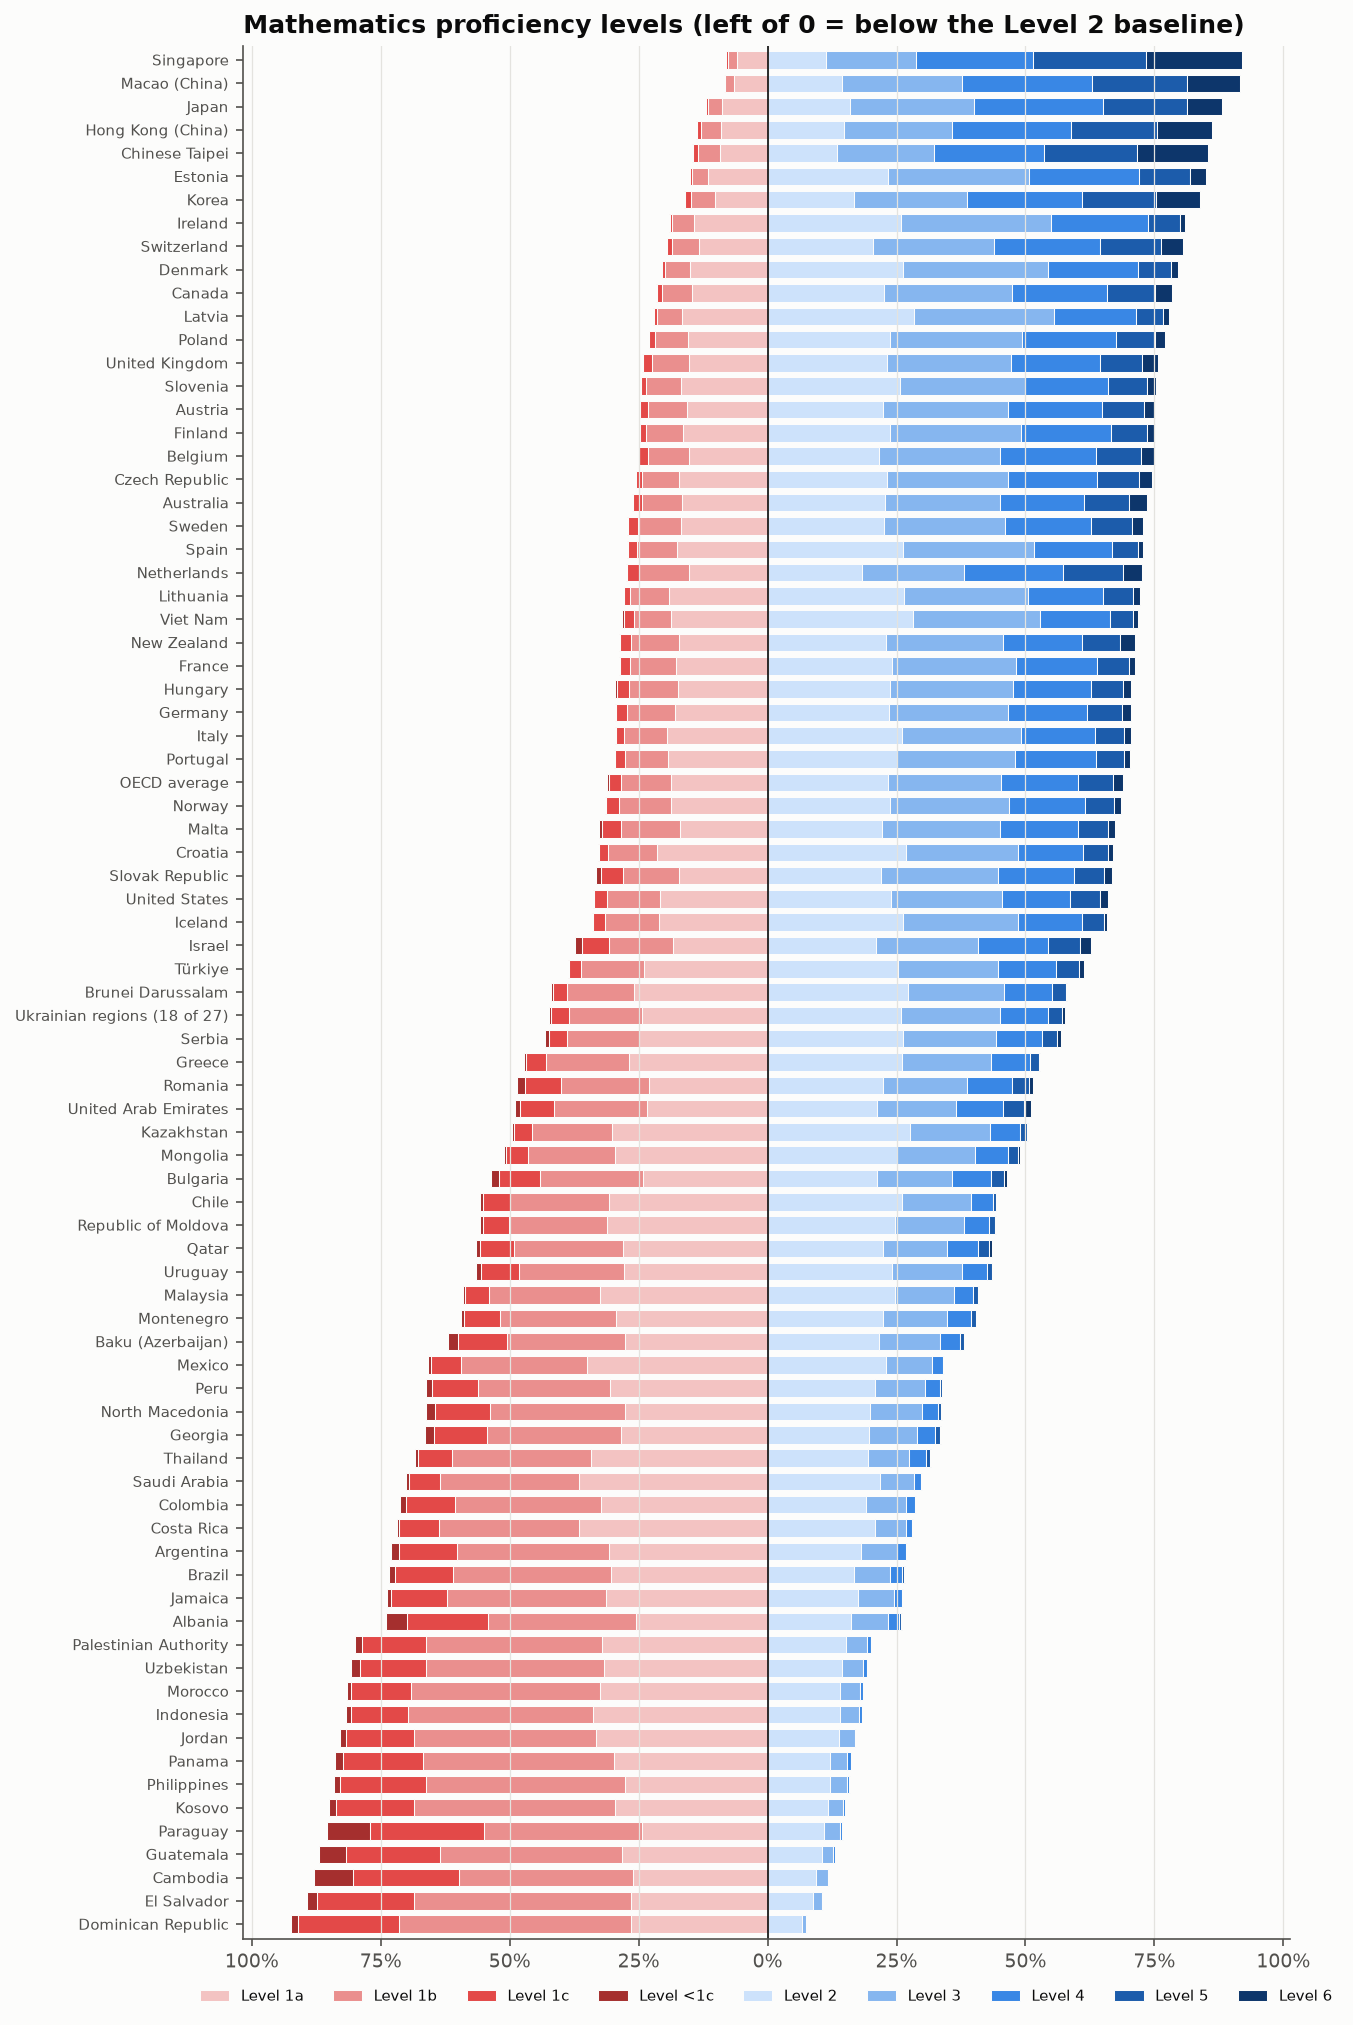 Mathematics proficiency levels (left of 0 = below the Level 2 baseline)
Singapore
Macao (China)
Japan
Hong Kong (China)
Chinese Taipei
Estonia
Korea
Ireland
Switzerland
Denmark
Canada
Latvia
Poland
United Kingdom
Slovenia
Austria
Finland
Belgium
Czech Republic
Australia
Sweden
Spain
Netherlands
Lithuania
Viet Nam
New Zealand
France
Hungary
Germany
Italy
Portugal
OECD average
Norway
Malta
Croatia
Slovak Republic
United States
Iceland
Israel
Türkiye
Brunei Darussalam
Ukrainian regions (18 of 27)
Serbia
Greece
Romania
United Arab Emirates
Kazakhstan
Mongolia
Bulgaria
Chile
Republic of Moldova
Qatar
Uruguay
Malaysia
Montenegro
Baku (Azerbaijan)
Mexico
Peru
North Macedonia
Georgia
Thailand
Saudi Arabia
Colombia
Costa Rica
Argentina
Brazil
Jamaica
Albania
Palestinian Authority
Uzbekistan
Morocco
Indonesia
Jordan
Panama
Philippines
Kosovo
Paraguay
Guatemala
Cambodia
El Salvador
Dominican Republic
100% 75% 50% 25% 0% 25% 50% 75% 100%
Level 1a Level 1b Level 1c Level <1c Level 2 Level 3 Level 4 Level 5 Level 6